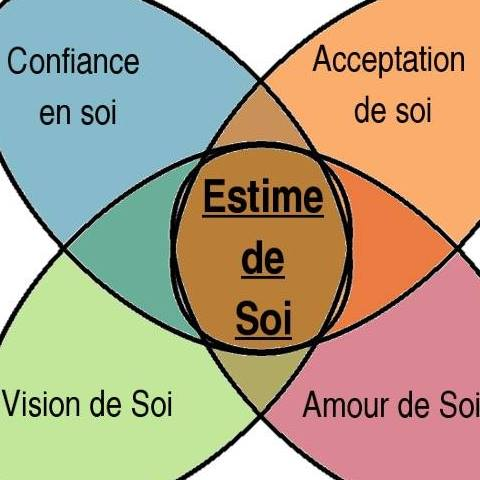 Confiance
en soi
Acceptation
de soi
Estime
de
Soi
Vision de Soi
Amour de Soi